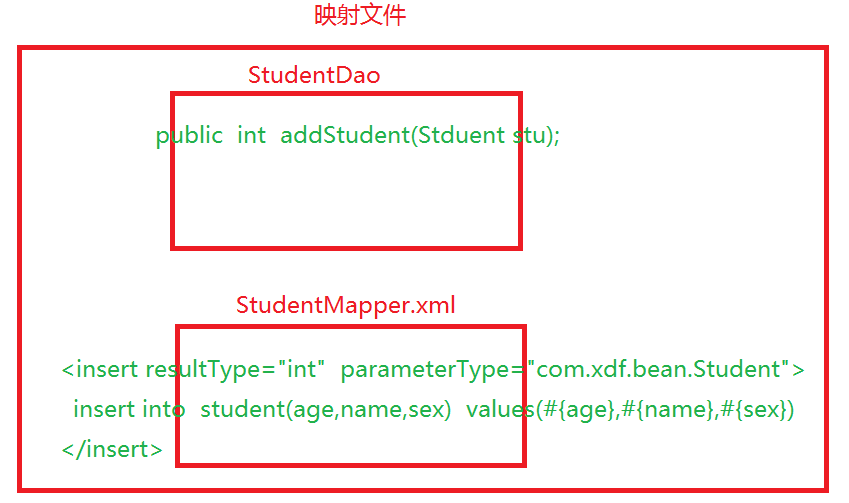 映射文件
StudentDao
public int addStudent(Stduent stu);
StudentMapper.xml
<insert resultType="int" parameterType="com.xdf.bean.Student">
insert into student(age,name,sex) values(#{age},#{name},#{sex})
</insert>